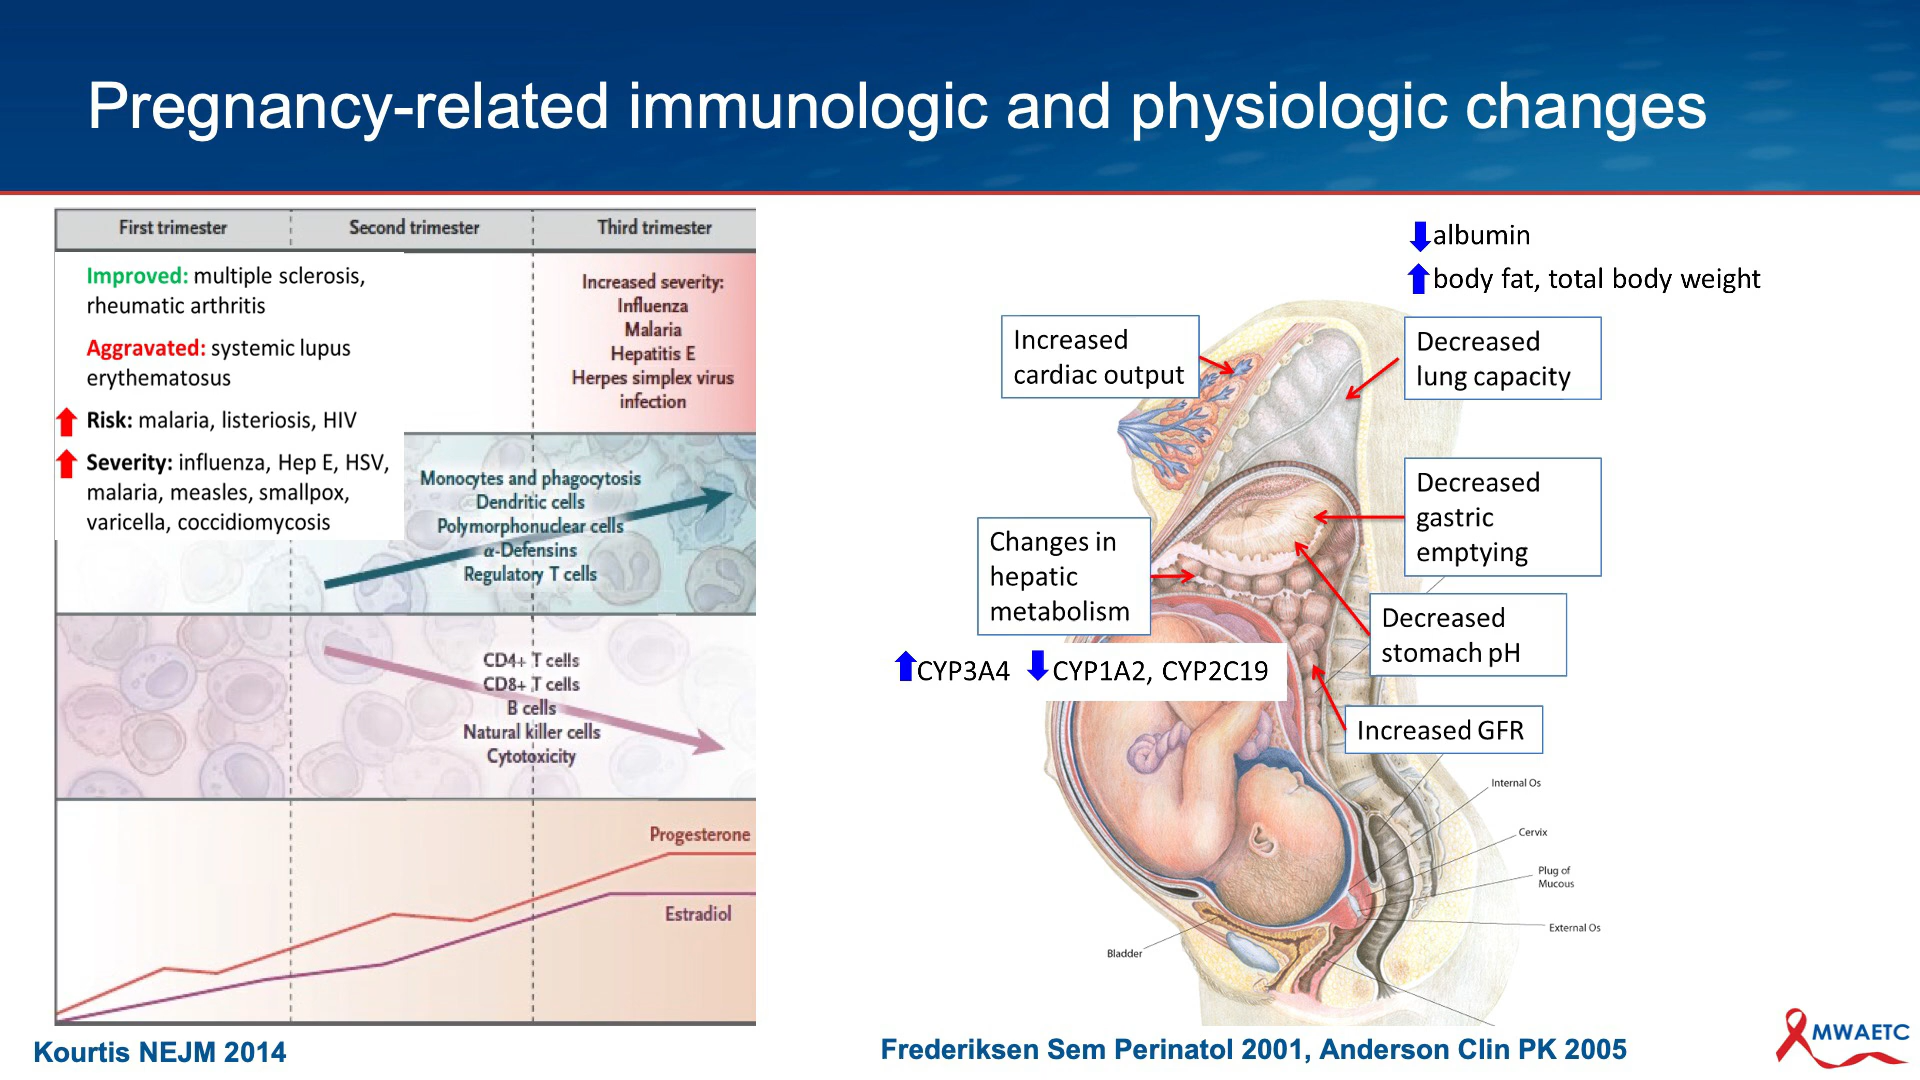 Pregnancy-related immunologic and physiologic changes
First trimester
Second trimester
Third trimester
Improved: multiple sclerosis,
rheumatic arthritis
Aggravated: systemic lupus
erythematosus
Risk: malaria, listeriosis, HIV
Severity: influenza, Hep E, HSV,
malaria, measles, smallpox,
varicella, coccidiomycosis
Increased severity:
Influenza
Malaria
Hepatitis E
Herpes simplex virus
infection
Monocytes and phagocytosis
Dendritic cells
Polymorphonuclear cells
α-Defensins
Regulatory T cells
CD4+ T cells
CD8+ T cells
B cells
Natural killer cells
Cytotoxicity
Progesterone
Estradiol
Kourtis NEJM 2014
albumin
body fat, total body weight
Increased
cardiac output
Decreased
lung capacity
Decreased
gastric
emptying
Changes in
hepatic
metabolism
Decreased
stomach pH
CYP3A4 CYP1A2, CYP2C19
Increased GFR
Internal Os
Cervix
Plug of
Mucous
External Os
Bladder
Frederiksen Sem Perinatol 2001, Anderson Clin PK 2005
MWAETC